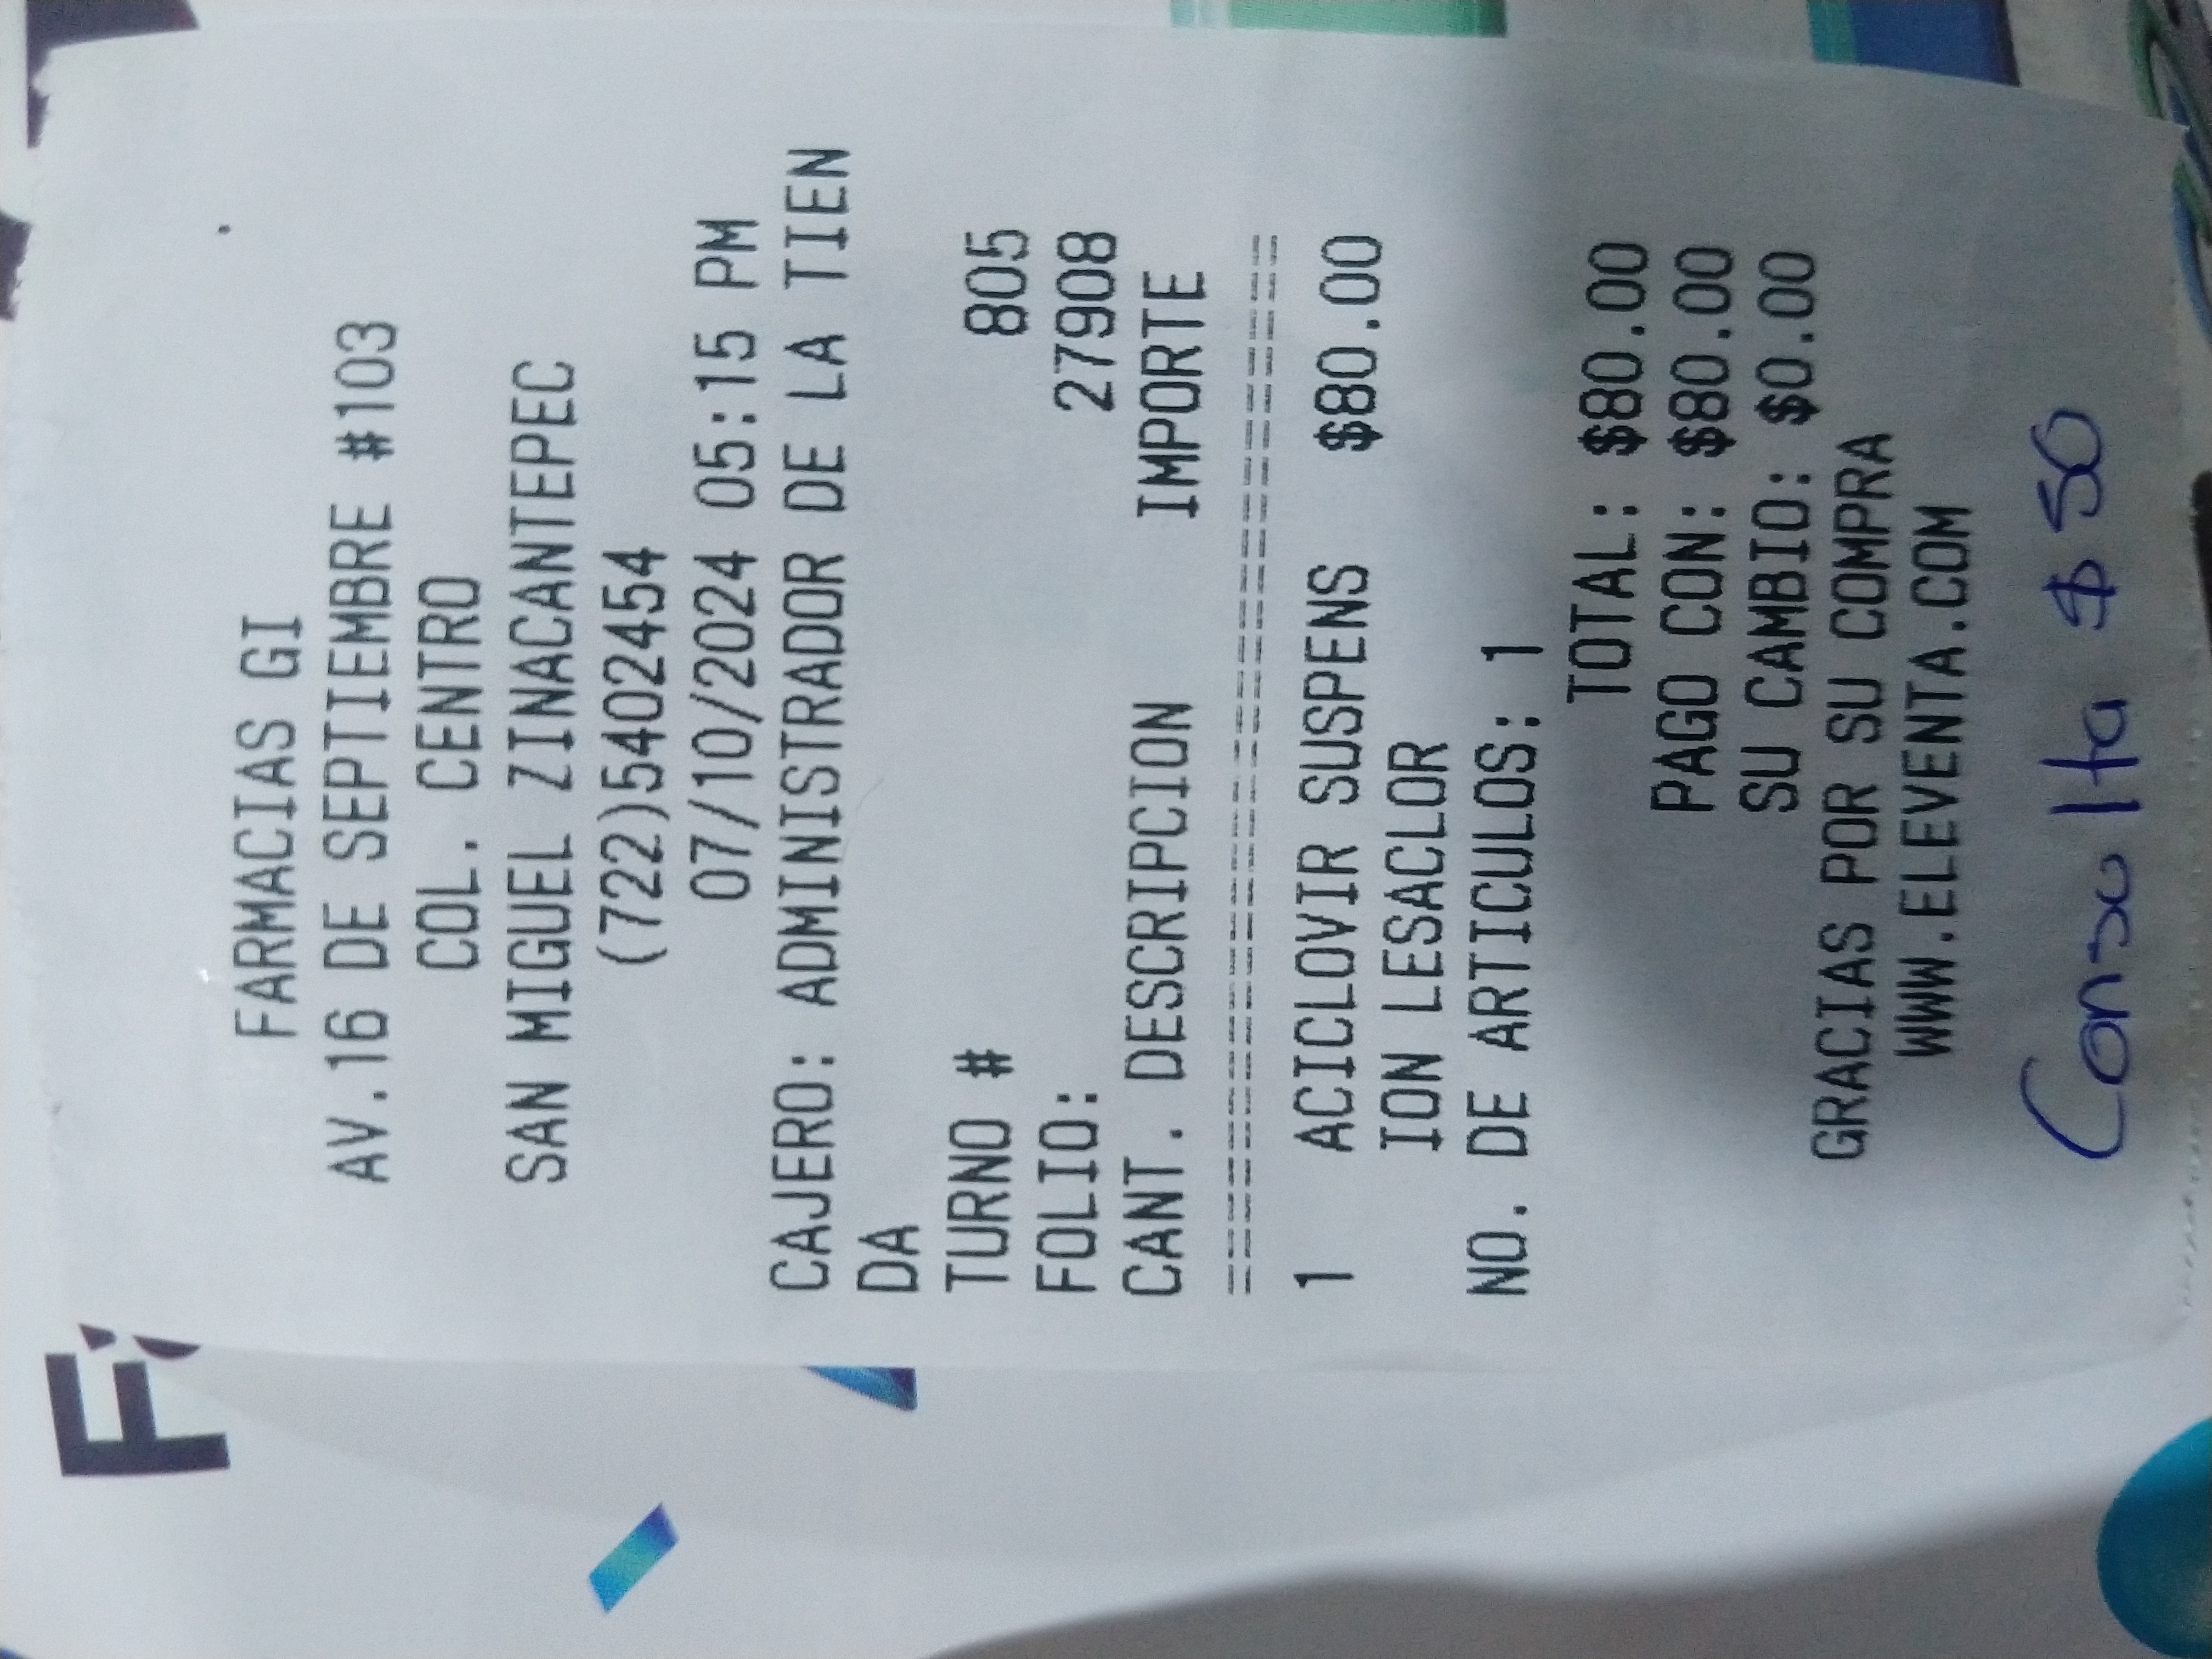 FARMACIAS GI
AV.16 DE SEPTIEMBRE #103
COL. CENTRO
SAN MIGUEL ZINACANTEPEC
(722)5402454
07/10/2024 05:15 PM
CAJERO: ADMINISTRADOR DE LA TIEN
DA
TURNO # 805
FOLIO: 27908
CANT. DESCRIPCION IMPORTE
================================
1 ACICLOVIR SUSPENS $80.00
ION LESACLOR
NO. DE ARTICULOS: 1
TOTAL: $80.00
PAGO CON: $80.00
SU CAMBIO: $0.00
GRACIAS POR SU COMPRA
WWW.ELEVENTA.COM
Consulta $ 50